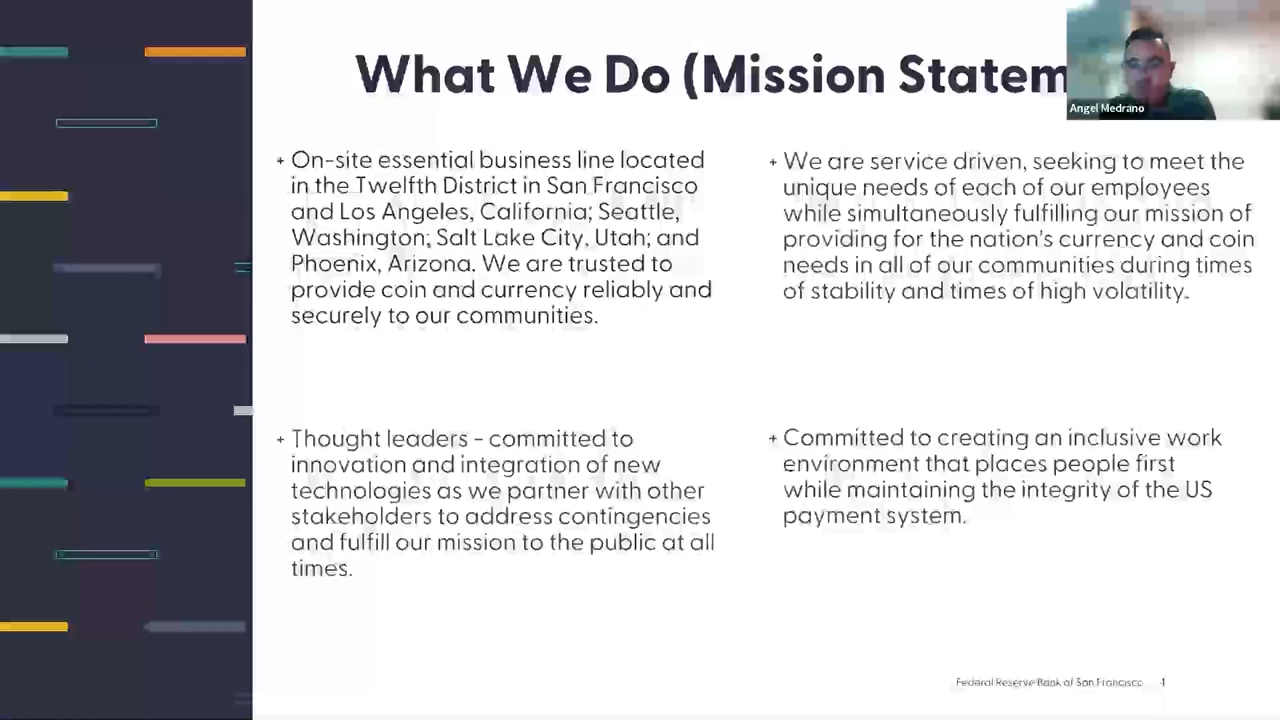 What We Do (Mission Statem
Angel Medrano
+ On-site essential business line located
in the Twelfth District in San Francisco
and Los Angeles, California; Seattle,
Washington; Salt Lake City, Utah; and
Phoenix, Arizona. We are trusted to
provide coin and currency reliably and
securely to our communities.
+ We are service driven, seeking to meet the
unique needs of each of our employees
while simultaneously fulfilling our mission of
providing for the nation's currency and coin
needs in all of our communities during times
of stability and times of high volatility.
+ Thought leaders – committed to
innovation and integration of new
technologies as we partner with other
stakeholders to address contingencies
and fulfill our mission to the public at all
times.
+ Committed to creating an inclusive work
environment that places people first
while maintaining the integrity of the US
payment system.
Federal Reserve Bank of San Francisco 4